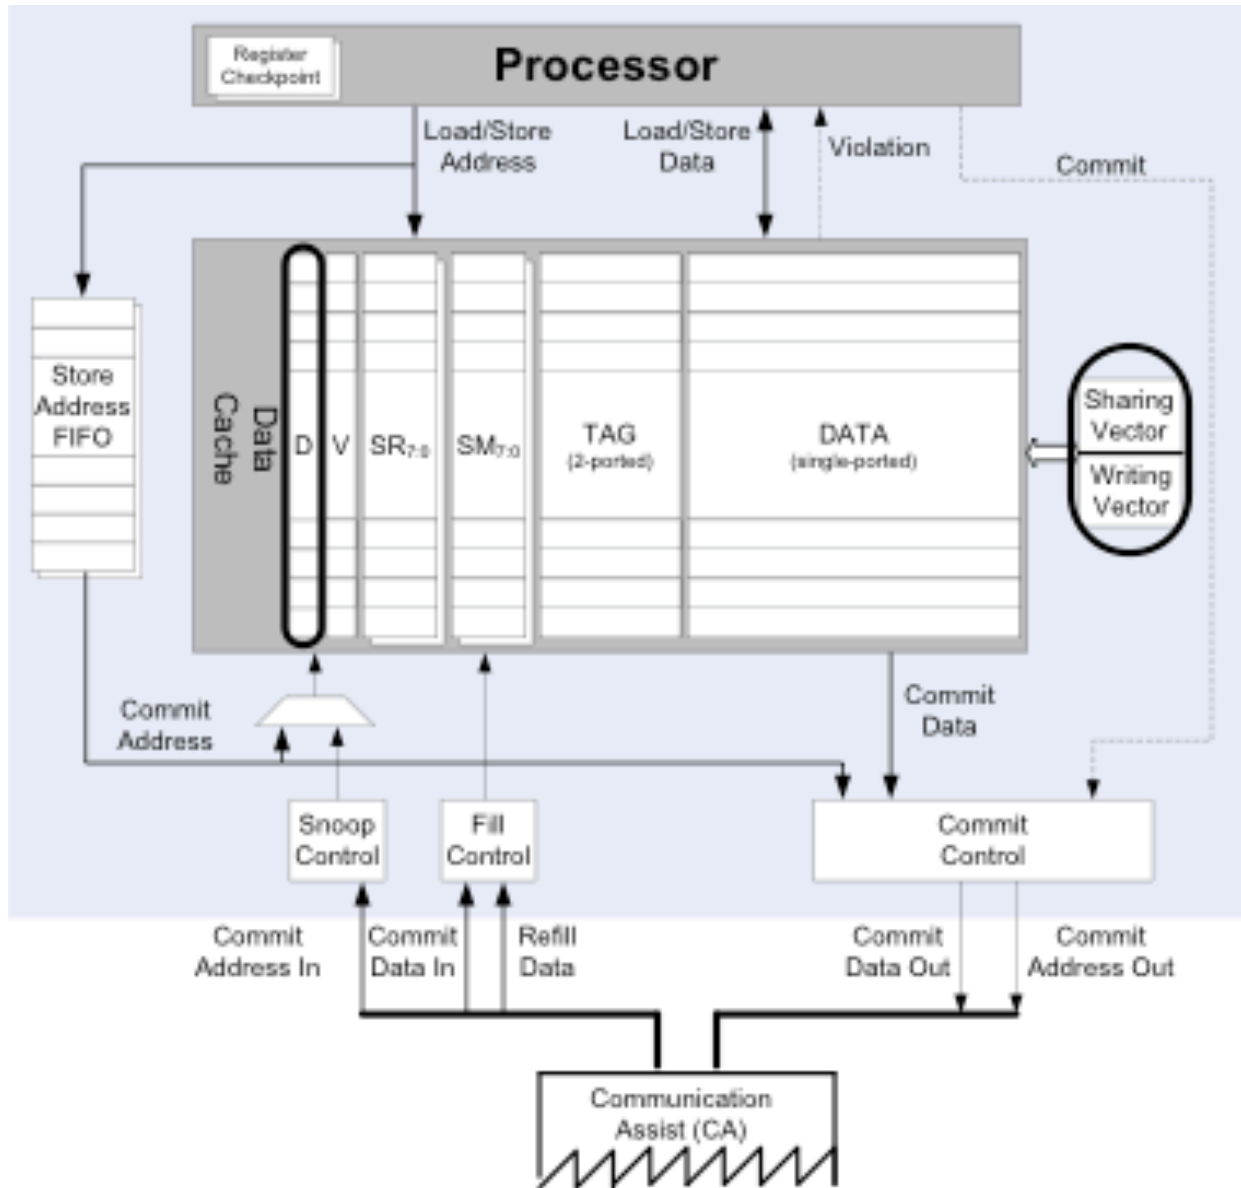 Register
Checkpoint
Processor
Load/Store
Address
Load/Store
Data
Violation
Commit
Store
Address
FIFO
Data
Cache
D
V
SR7:0
SM7:0
TAG
(2-ported)
DATA
(single-ported)
Sharing
Vector
Writing
Vector
Commit
Address
Commit
Data
Snoop
Control
Fill
Control
Commit
Control
Commit
Address In
Commit
Data In
Refill
Data
Commit
Data Out
Commit
Address Out
Communication
Assist (CA)